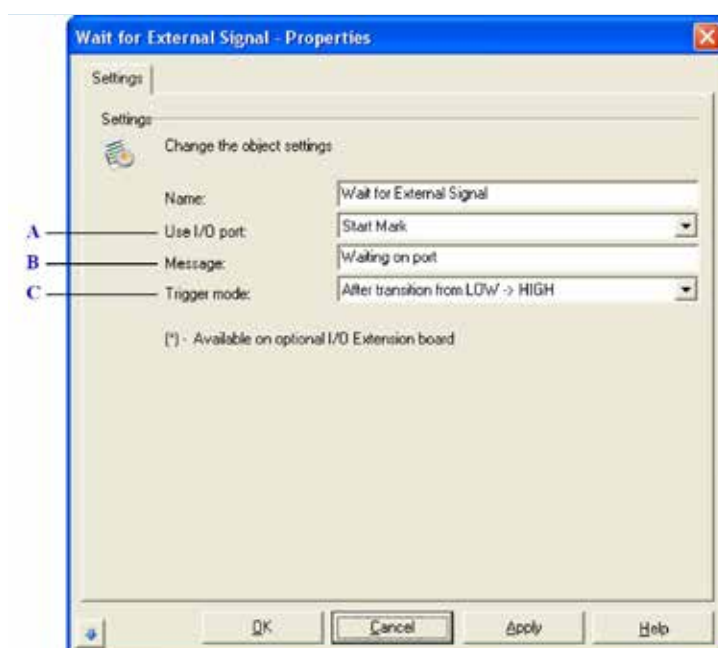 Wait for External Signal - Properties
Settings
Settings
Change the object settings
Name: Wait for External Signal
A Use I/O port: Start Mark
B Message: Waiting on port
C Trigger mode: After transition from LOW -> HIGH
(*) - Available on optional I/O Extension board
OK Cancel Apply Help